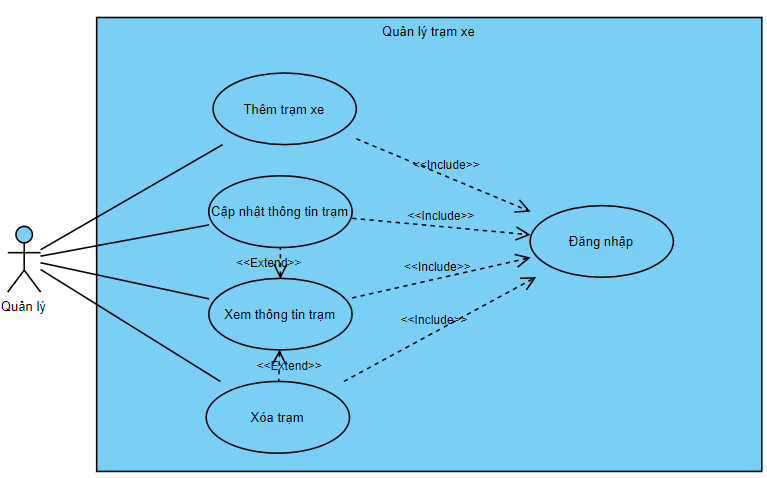 Quản lý trạm xe
Thêm trạm xe
<<Include>>
Cập nhật thông tin trạm
<<Include>>
Đăng nhập
<<Extend>>
<<Include>>
Quản lý
Xem thông tin trạm
<<Include>>
<<Extend>>
Xóa trạm